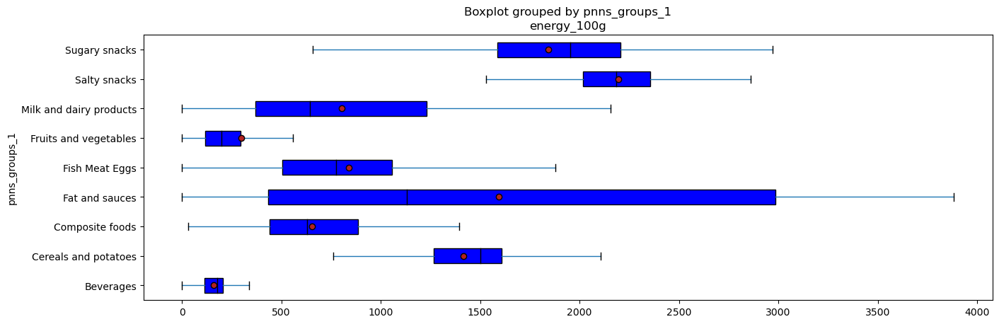 Boxplot grouped by pnns_groups_1
energy_100g
pnns_groups_1
Sugary snacks
Salty snacks
Milk and dairy products
Fruits and vegetables
Fish Meat Eggs
Fat and sauces
Composite foods
Cereals and potatoes
Beverages
0 500 1000 1500 2000 2500 3000 3500 4000